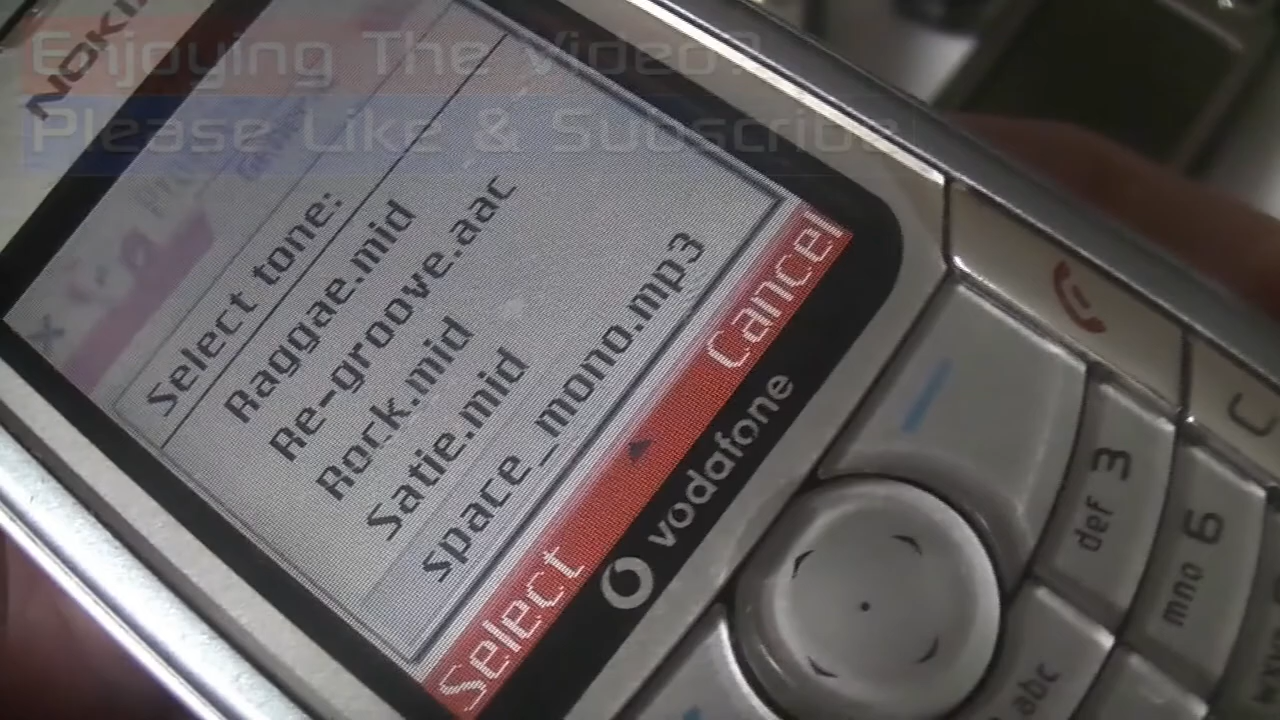 Enjoying The video?
Please Like & Subscribe
NOKIA
Select tone:
Raggae.mid
Re-groove.aac
Rock.mid
Satie.mid
space_mono.mp3
Select
Cancel
vodafone
def 3
mno 6
abc
C